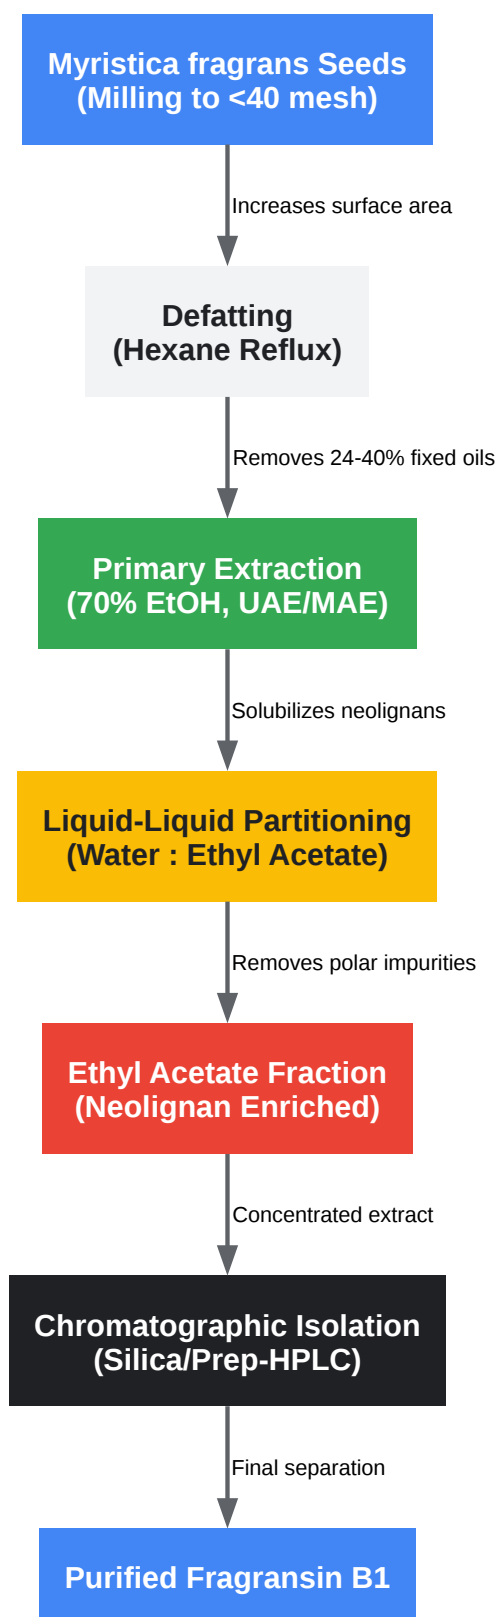 Myristica fragrans Seeds
(Milling to <40 mesh)
Increases surface area
Defatting
(Hexane Reflux)
Removes 24-40% fixed oils
Primary Extraction
(70% EtOH, UAE/MAE)
Solubilizes neolignans
Liquid-Liquid Partitioning
(Water : Ethyl Acetate)
Removes polar impurities
Ethyl Acetate Fraction
(Neolignan Enriched)
Concentrated extract
Chromatographic Isolation
(Silica/Prep-HPLC)
Final separation
Purified Fragransin B1